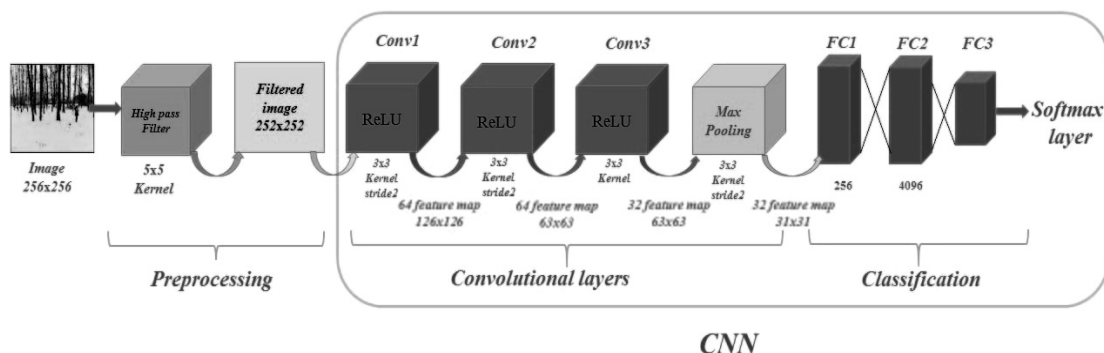 Image
256x256
High pass
Filter
5x5
Kernel
Filtered
image
252x252
Conv1
ReLU
3x3
Kernel
stride2
64 feature map
126x126
Conv2
ReLU
3x3
Kernel
stride2
64 feature map
63x63
Conv3
ReLU
3x3
Kernel
32 feature map
63x63
Max
Pooling
3x3
Kernel
stride2
32 feature map
31x31
FC1
256
FC2
4096
FC3
Softmax
layer
Preprocessing
Convolutional layers
Classification
CNN